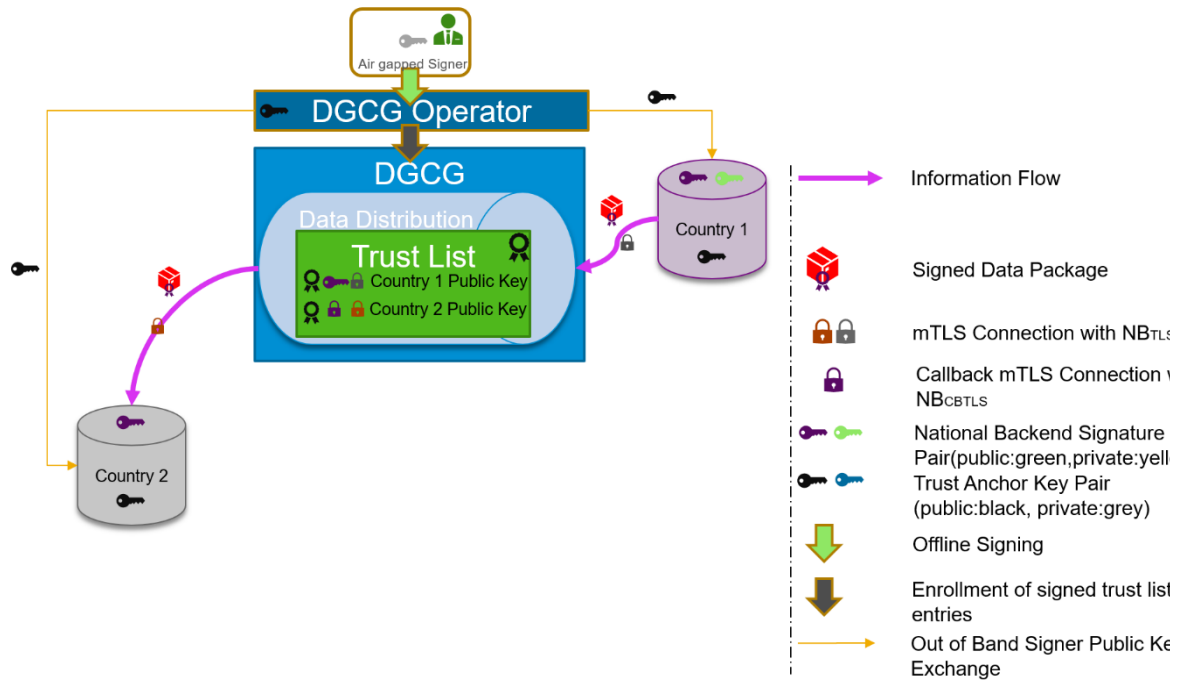 Air gapped Signer
DGCG Operator
DGCG
Data Distribution
Trust List
Country 1 Public Key
Country 2 Public Key
Country 1
Country 2
Information Flow
Signed Data Package
mTLS Connection with NBTLS
Callback mTLS Connection
NBCBTLS
National Backend Signature
Pair(public:green,private:yell
Trust Anchor Key Pair
(public:black, private:grey)
Offline Signing
Enrollment of signed trust list
entries
Out of Band Signer Public Ke
Exchange